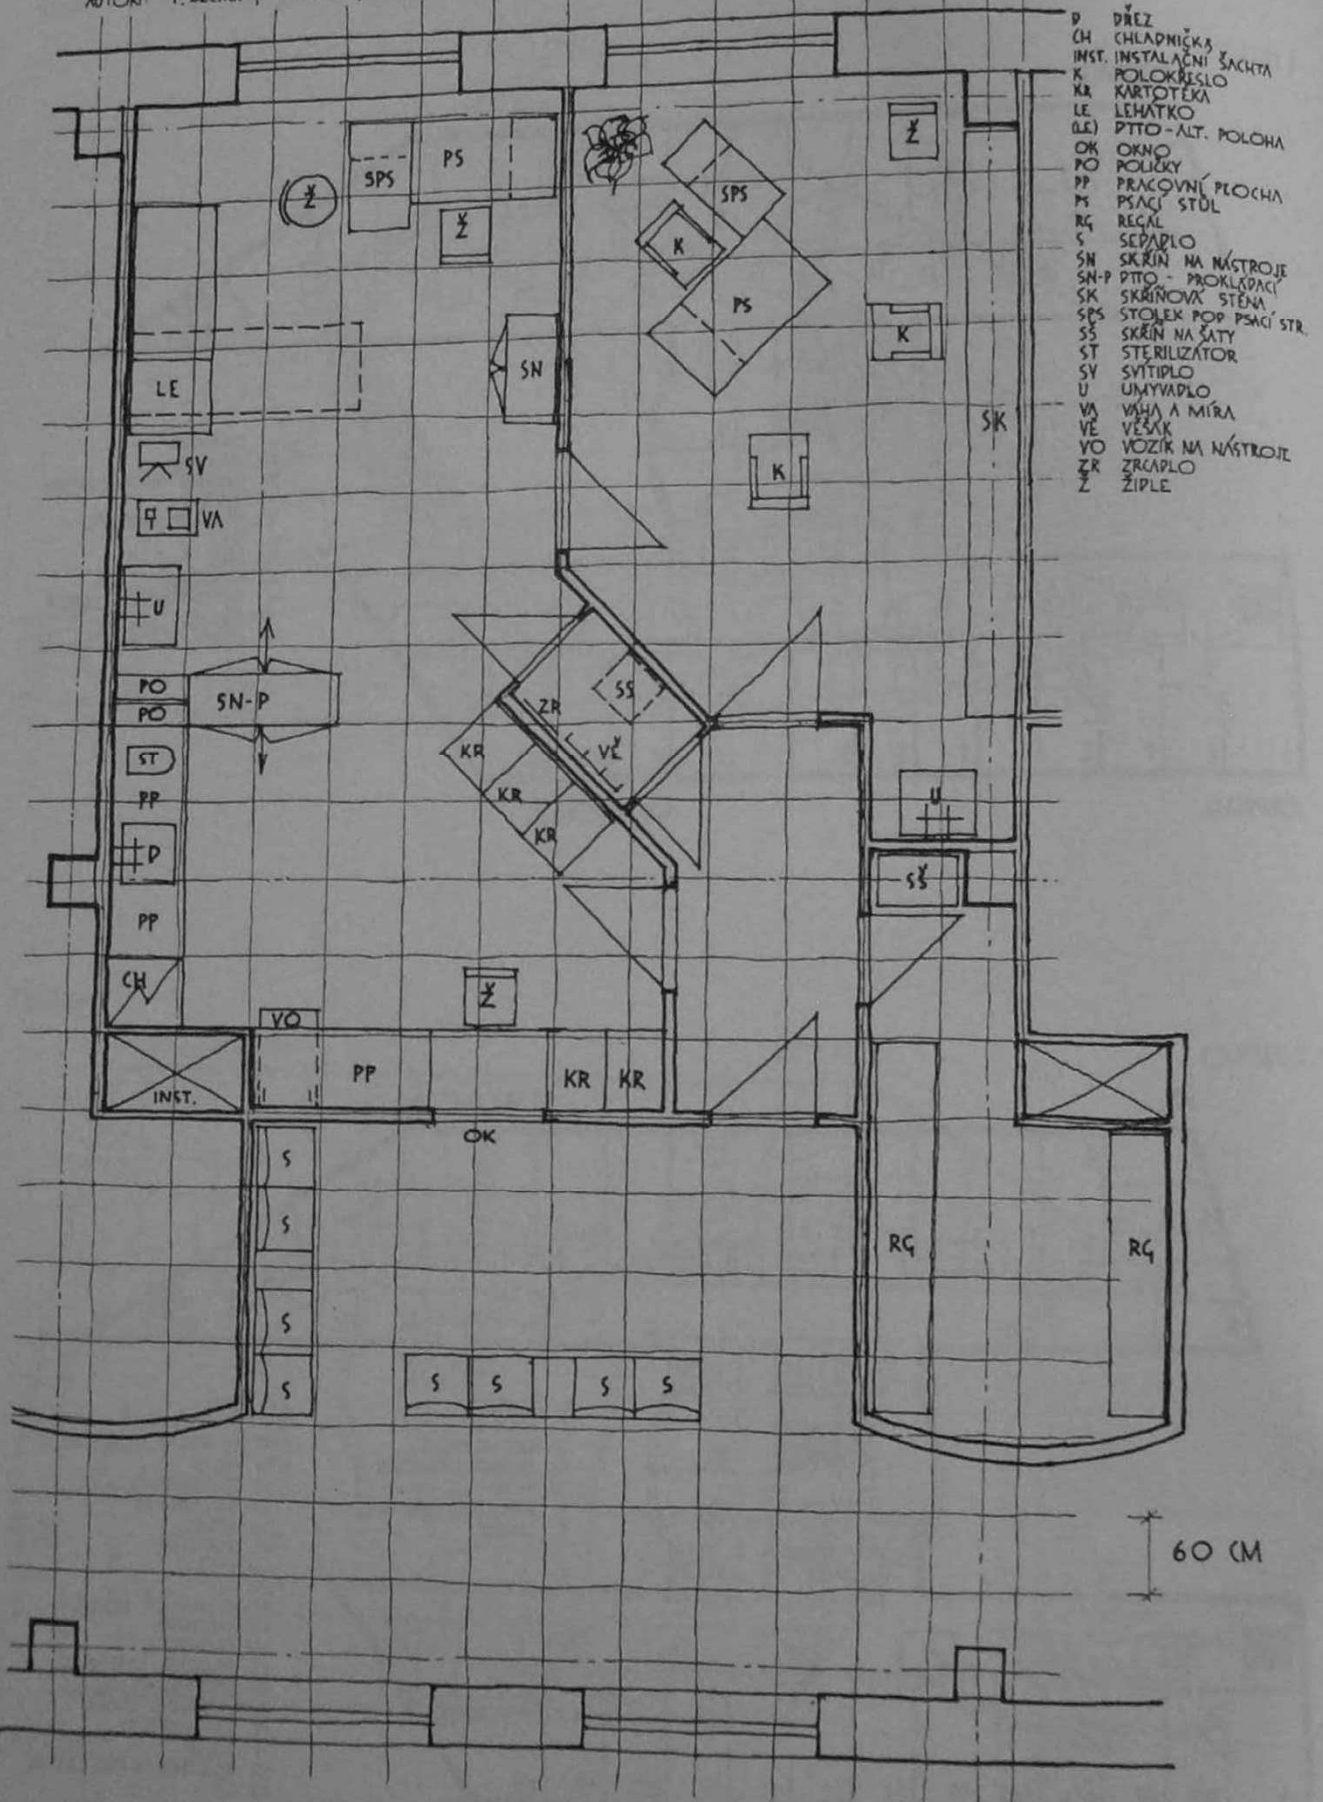 D DŘEZ
CH CHLADNIČKA
INST. INSTALAČNÍ ŠACHTA
K POLOKŘESLO
KR KARTOTÉKA
LE LEHÁTKO
(LE) DTTO - ALT. POLOHA
OK OKNO
PO POLIČKY
PP PRACOVNÍ PLOCHA
PS PSACÍ STŮL
RG REGÁL
S SEDADLO
SN SKŘÍŇ NA NÁSTROJE
SN-P DTTO - PROKLÁDACÍ
SK SKŘÍŇOVÁ STĚNA
SPS STOLEK POD PSACÍ STR.
SŠ SKŘÍŇ NA ŠATY
ST STERILIZÁTOR
SV SVÍTIDLO
U UMYVADLO
VA VÁHA A MÍRA
VĚ VĚŠÁK
VO VOZÍK NA NÁSTROJE
ZR ZRCADLO
Ž ŽIDLE
Ž
SPS
PS
Ž
SPS
K
PS
Ž
K
K
SK
SN
LE
SV
VA
U
PO
PO
SN-P
SŠ
ZR
VĚ
KR
KR
KR
ST
PP
D
PP
CH
U
SŠ
VO
PP
Ž
KR
KR
INST.
OK
S
S
S
S
S
S
S
S
RG
RG
60 CM